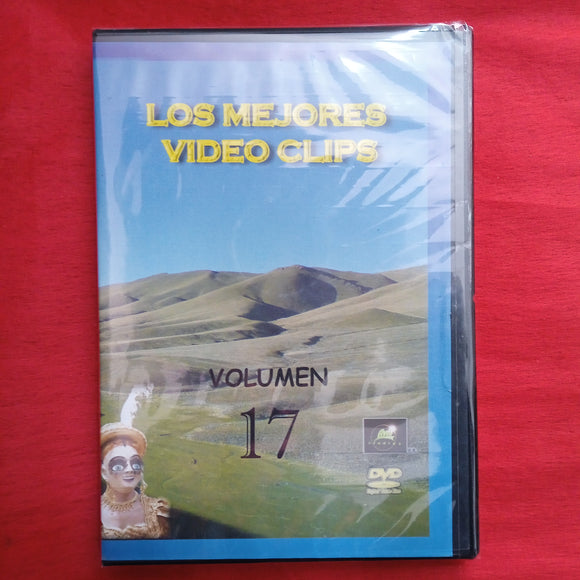 LOS MEJORES
VIDEO CLIPS
VOLUMEN
17
DVD